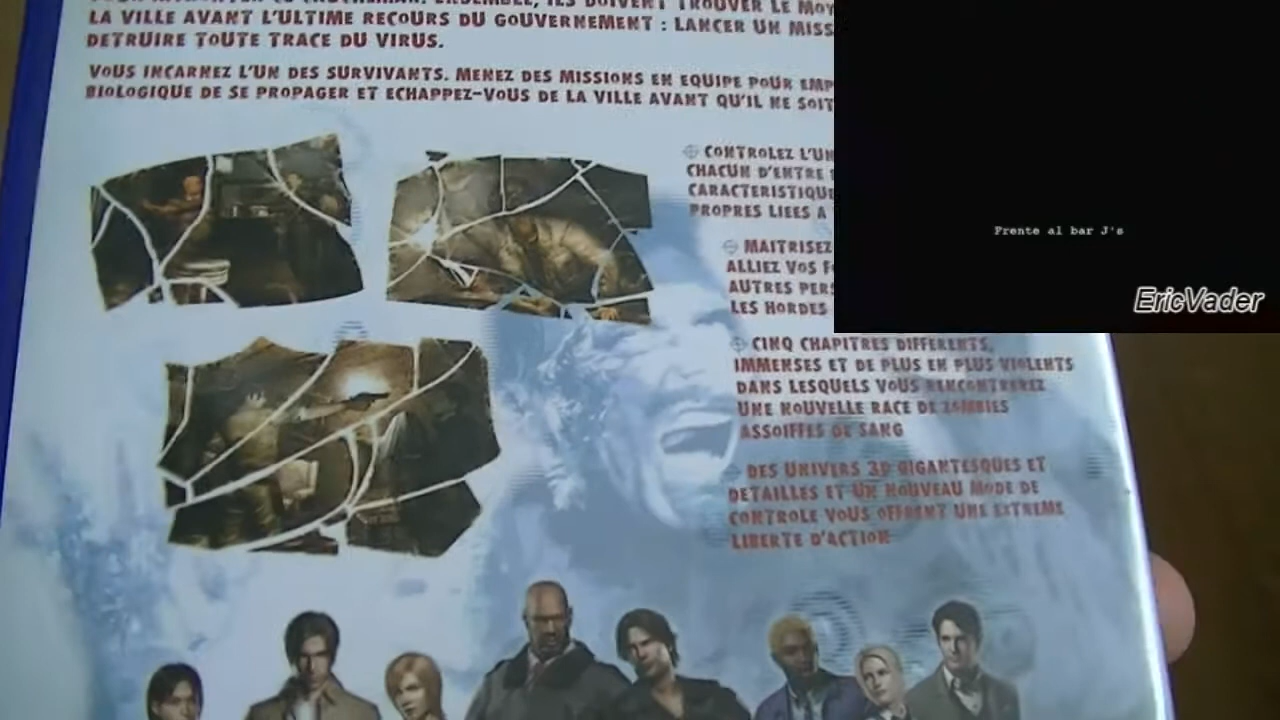 LA VILLE AVANT L'ULTIME RECOURS DU GOUVERNEMENT : LANCER UN MISS
DETRUIRE TOUTE TRACE DU VIRUS.
VOUS INCARNEZ L'UN DES SURVIVANTS. MENEZ DES MISSIONS EN EQUIPE POUR EMP
BIOLOGIQUE DE SE PROPAGER ET ECHAPPEZ-VOUS DE LA VILLE AVANT QU'IL NE SOIT
CONTROLEZ L'UN
CHACUN D'ENTRE
CARACTERISTIQUE
PROPRES LIEES A
MAITRISEZ
ALLIEZ VOS
AUTRES PER
LES HORDES
CINQ CHAPITRES DIFFERENTS,
IMMENSES ET DE PLUS EN PLUS VIOLENTS
DANS LESQUELS VOUS RENCONTREREZ
UNE NOUVELLE RACE DE ZOMBIES
ASSOIFFES DE SANG
DES UNIVERS 3D GIGANTESQUES ET
DETAILLES ET UN NOUVEAU MODE DE
CONTROLE VOUS OFFRENT UNE EXTREME
LIBERTE D'ACTION
Frente al bar J's
EricVader